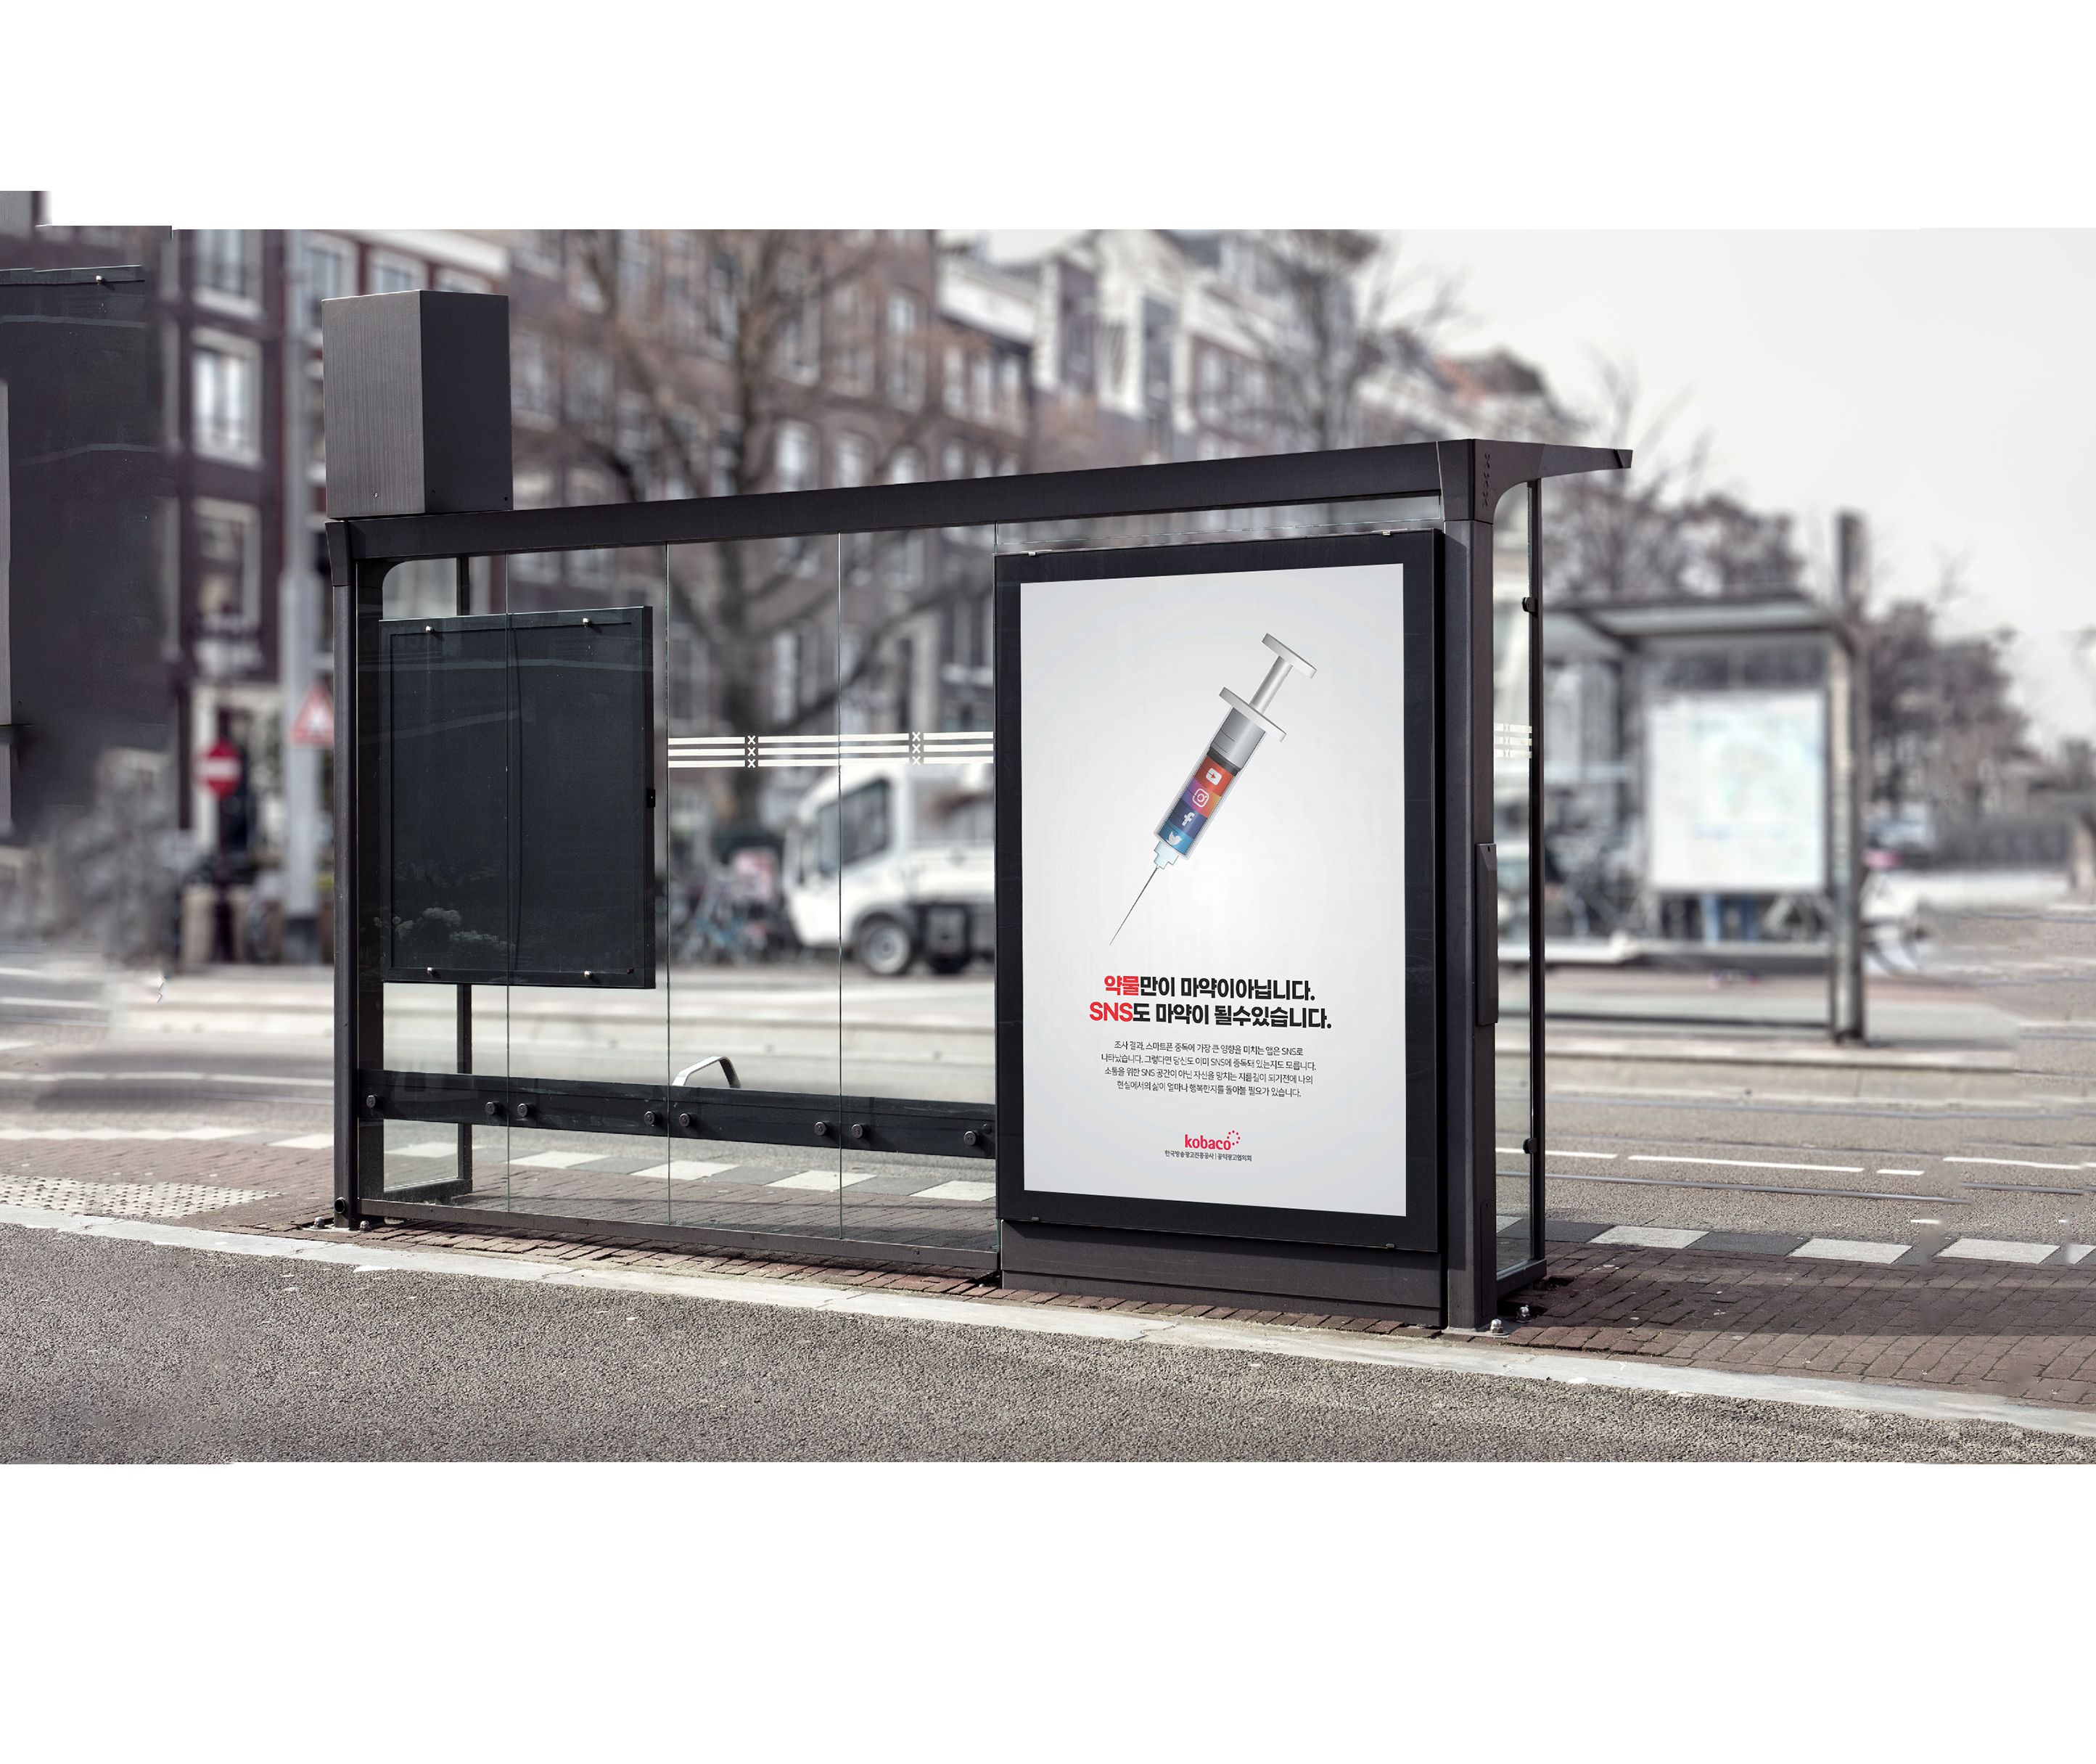 약물만이 마약이아닙니다.
SNS도 마약이 될수있습니다.
조사 결과, 스마트폰 중독에 가장 큰 영향을 미치는 앱은 SNS로
나타났습니다. 그렇다면 당신도 이미 SNS에 중독돼 있는지도 모릅니다.
소통을 위한 SNS 공간이 아닌 자신을 망치는 지름길이 되기전에 나의
현실에서의 삶이 얼마나 행복한지를 돌아볼 필요가 있습니다.
kobaco
한국방송광고진흥공사 | 공익광고협의회